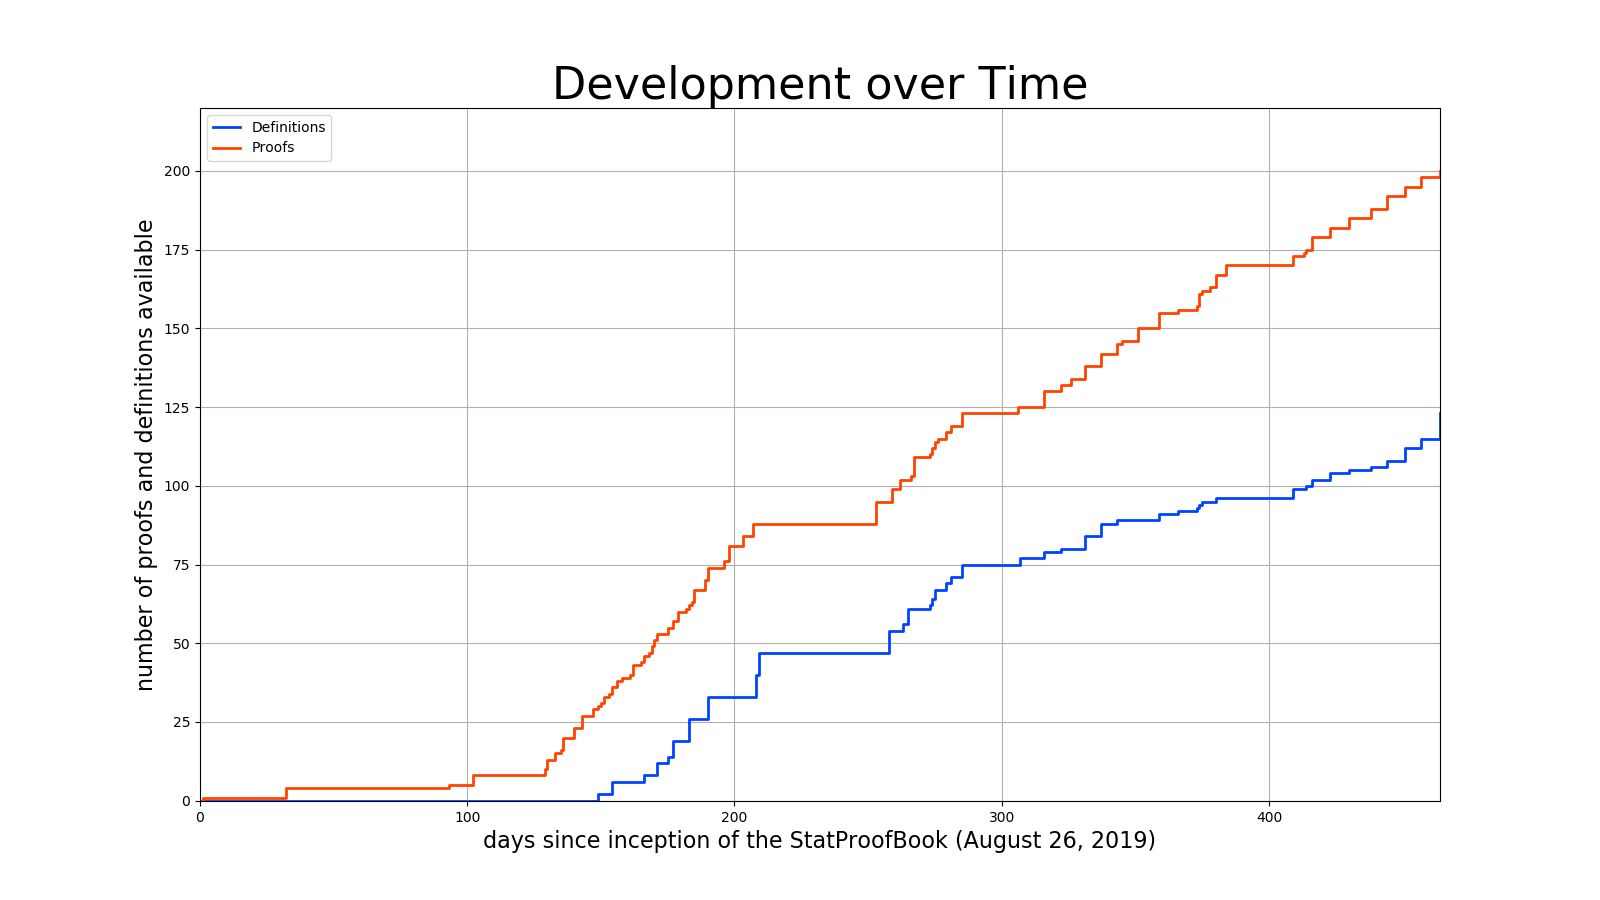 Development over Time
Definitions
Proofs
number of proofs and definitions available
200
175
150
125
100
75
50
25
0
0 100 200 300 400
days since inception of the StatProofBook (August 26, 2019)